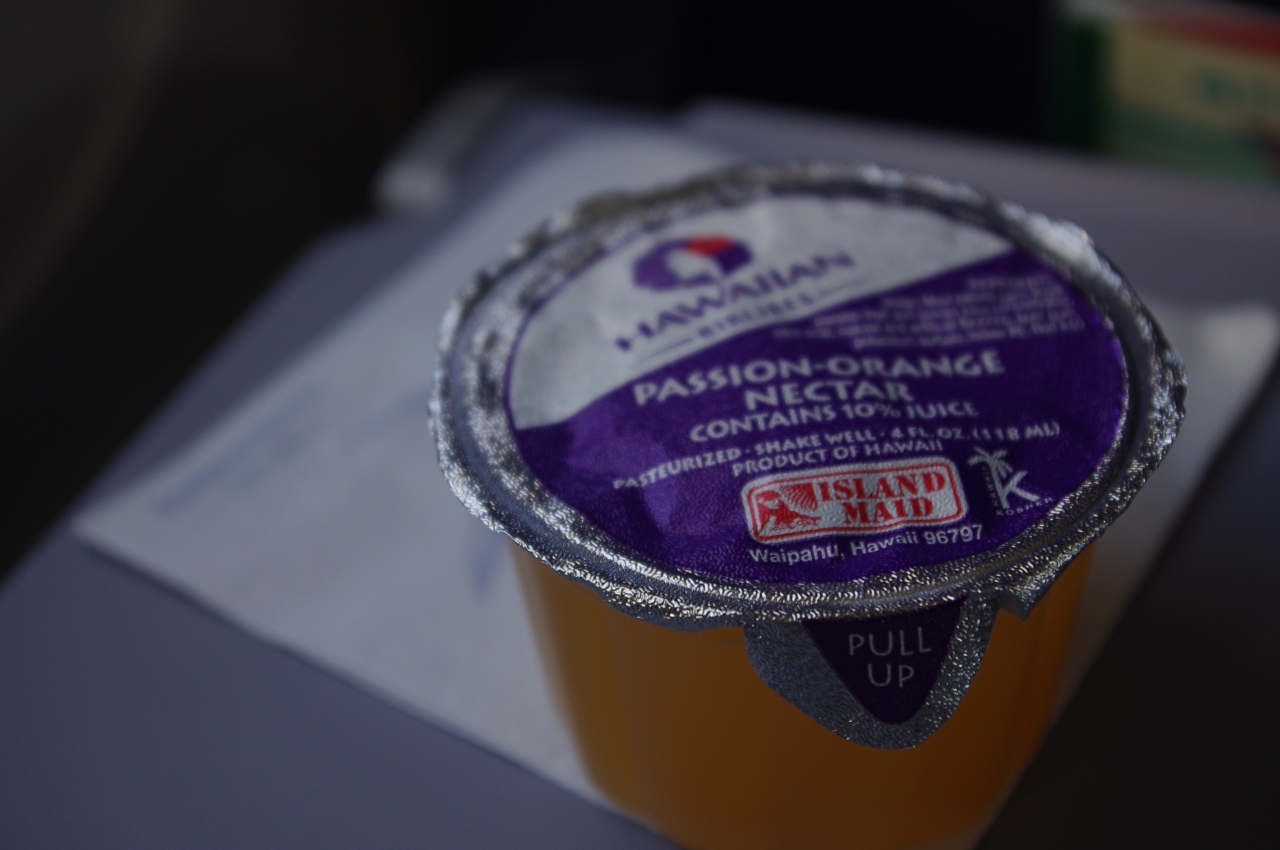 HAWAIIAN
AIRLINES
PASSION-ORANGE
NECTAR
CONTAINS 10% JUICE
PASTEURIZED · SHAKE WELL · 4 FL. OZ. (118 ML)
PRODUCT OF HAWAII
ISLAND
MAID
K
KOSHER
Waipahu, Hawaii 96797
PULL
UP